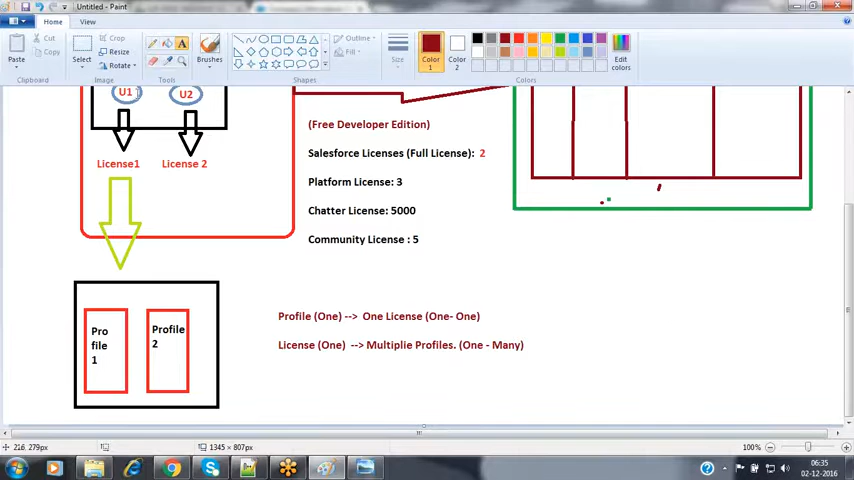 Untitled - Paint
Home View
Paste
Cut
Copy
Clipboard
Select
Crop
Resize
Rotate
Image
A
Tools
Brushes
Shapes
Outline
Fill
Size
Color
1
Color
2
Edit
colors
Colors
U1 U2
License1 License 2
(Free Developer Edition)
Salesforce Licenses (Full License): 2
Platform License: 3
Chatter License: 5000
Community License : 5
Pro
file
1
Profile
2
Profile (One) --> One License (One- One)
License (One) --> Multiplie Profiles. (One - Many)
216, 279px
1345 × 807px
100%
06:35
02-12-2016